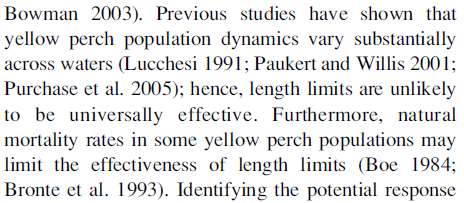 Bowman 2003). Previous studies have shown that
yellow perch population dynamics vary substantially
across waters (Lucchesi 1991; Paukert and Willis 2001;
Purchase et al. 2005); hence, length limits are unlikely
to be universally effective. Furthermore, natural
mortality rates in some yellow perch populations may
limit the effectiveness of length limits (Boe 1984;
Bronte et al. 1993). Identifying the potential response